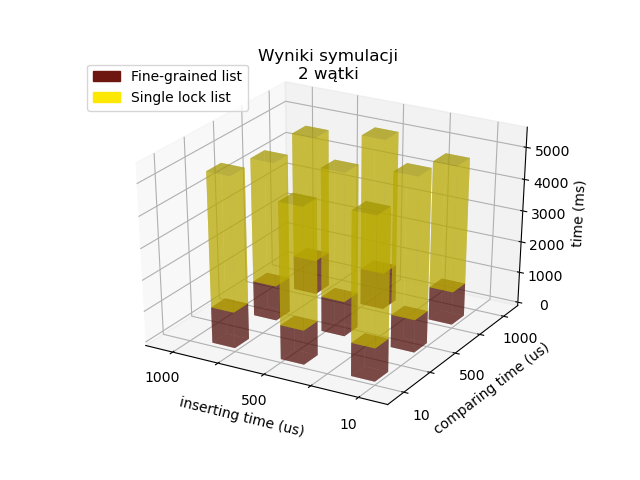 Wyniki symulacji
2 wątki
Fine-grained list
Single lock list
5000
4000
3000
2000
1000
0
time (ms)
1000
500
10
inserting time (us)
10
500
1000
comparing time (us)